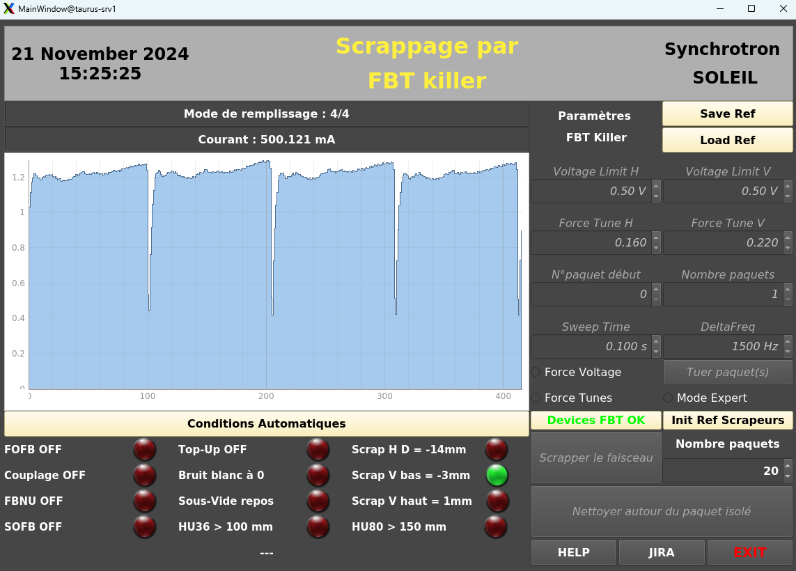 MainWindow@taurus-srv1
21 November 2024
15:25:25
Scrappage par
FBT killer
Synchrotron
SOLEIL
Mode de remplissage : 4/4
Courant : 500.121 mA
1.2
1
0.8
0.6
0.4
0.2
0
0
100
200
300
400
Paramètres
FBT Killer
Save Ref
Load Ref
Voltage Limit H
Voltage Limit V
0.50 V
0.50 V
Force Tune H
Force Tune V
0.160
0.220
N°paquet début
Nombre paquets
0
1
Sweep Time
DeltaFreq
0.100 s
1500 Hz
Force Voltage
Tuer paquet(s)
Force Tunes
Mode Expert
Conditions Automatiques
Devices FBT OK
Init Ref Scrapeurs
FOFB OFF
Top-Up OFF
Scrap H D = -14mm
Couplage OFF
Bruit blanc à 0
Scrap V bas = -3mm
FBNU OFF
Sous-Vide repos
Scrap V haut = 1mm
SOFB OFF
HU36 > 100 mm
HU80 > 150 mm
---
Scrapper le faisceau
Nombre paquets
20
Nettoyer autour du paquet isolé
HELP
JIRA
EXIT